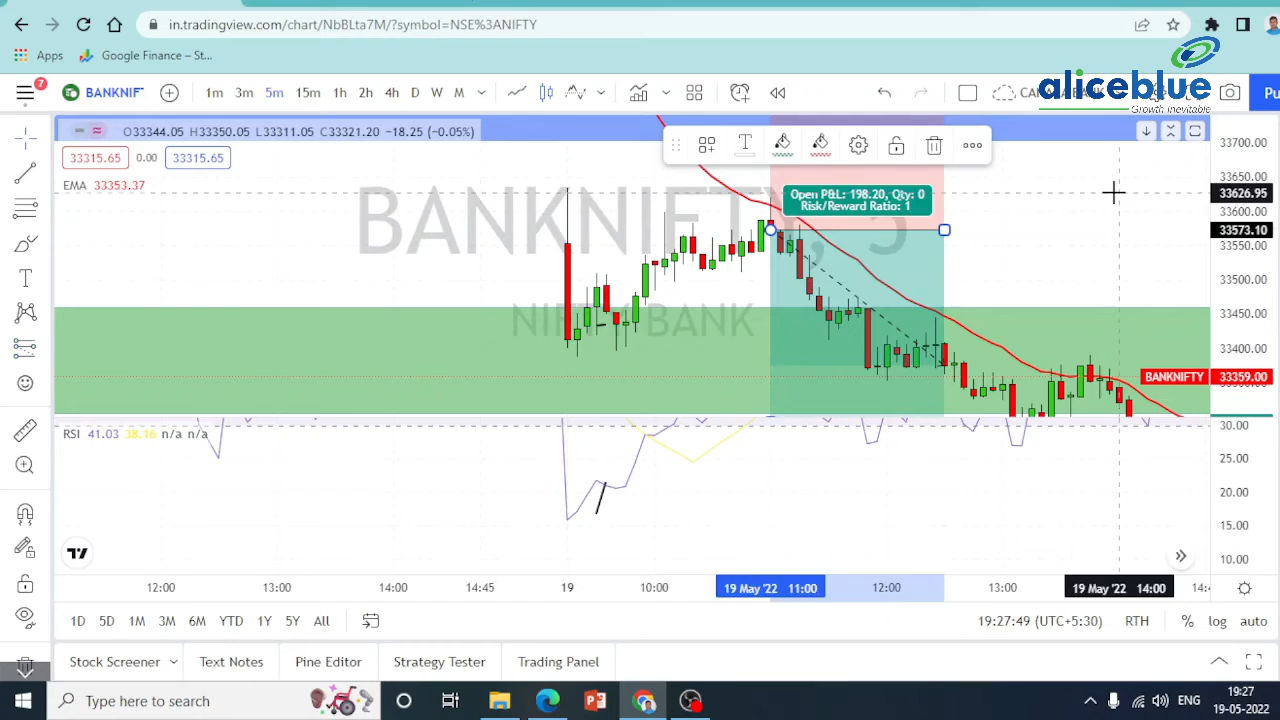 in.tradingview.com/chart/NbBLta7M/?symbol=NSE%3ANIFTY
Apps Google Finance – St...
7 BANKNIF 1m 3m 5m 15m 1h 2h 4h D W M
aliceblue
Growth inevitable
O33344.05 H33350.05 L33311.05 C33321.20 −18.25 (−0.05%)
33315.65 0.00 33315.65
EMA 33353.37
BANKNIFTY, 5
NIFTY BANK
Open P&L: 198.20, Qty: 0
Risk/Reward Ratio: 1
33700.00
33650.00
33626.95
33600.00
33573.10
33550.00
33500.00
33450.00
33400.00
BANKNIFTY 33359.00
RSI 41.03 38.16 n/a n/a
30.00
25.00
20.00
15.00
10.00
12:00 13:00 14:00 14:45 19 10:00 19 May '22 11:00 12:00 13:00 19 May '22 14:00
1D 5D 1M 3M 6M YTD 1Y 5Y All 19:27:49 (UTC+5:30) RTH % log auto
Stock Screener Text Notes Pine Editor Strategy Tester Trading Panel
Type here to search ENG 19:27
19-05-2022